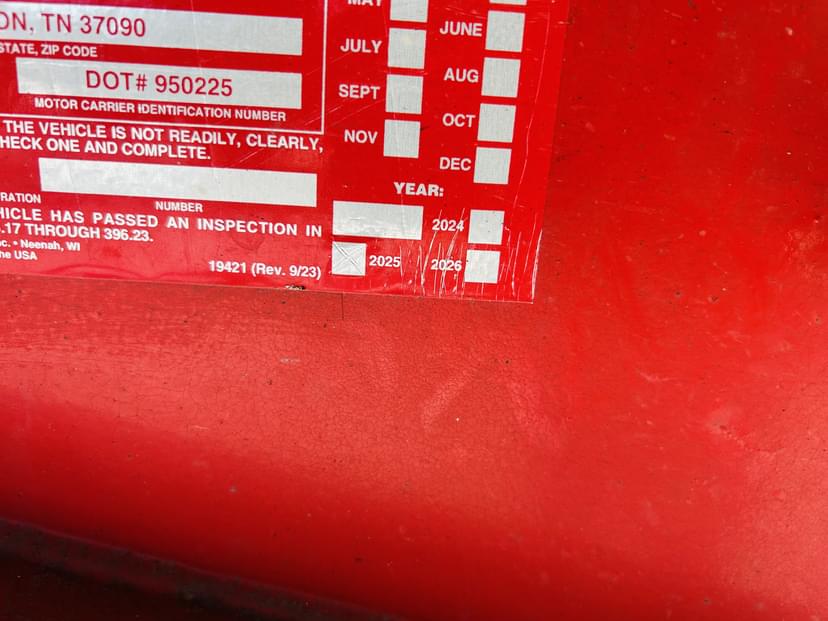 MAY
ON, TN 37090
JUNE
STATE, ZIP CODE
JULY
DOT# 950225
AUG
SEPT
MOTOR CARRIER IDENTIFICATION NUMBER
OCT
THE VEHICLE IS NOT READILY, CLEARLY,
NOV
HECK ONE AND COMPLETE.
DEC
YEAR:
RATION
NUMBER
HICLE HAS PASSED AN INSPECTION IN
2024
.17 THROUGH 396.23.
nc. • Neenah, WI
he USA
19421 (Rev. 9/23)
2025
2026